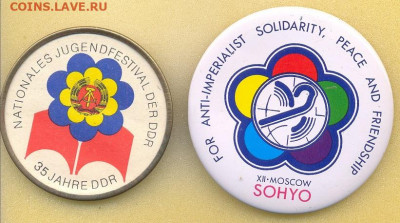 COINS.LAVE.RU
NATIONALES JUGENDFESTIVAL DER DDR
35 JAHRE DDR
FOR ANTI-IMPERIALIST SOLIDARITY, PEACE AND FRIENDSHIP
XII•MOSCOW
SOHYO